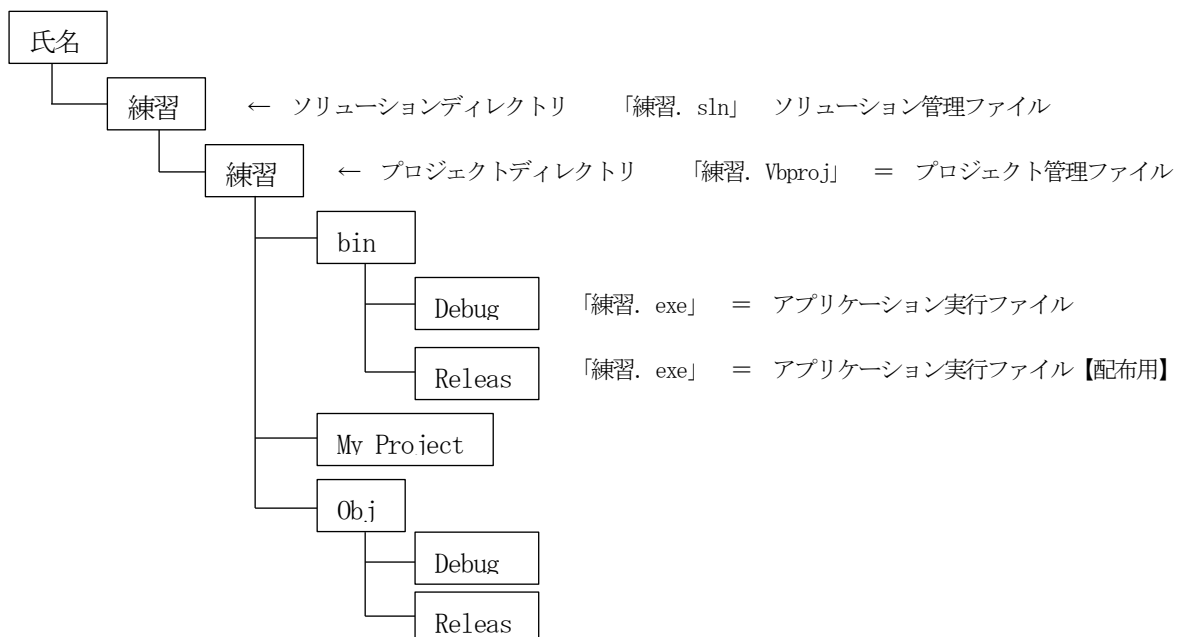 氏名
練習 ← ソリューションディレクトリ 「練習. sln」 ソリューション管理ファイル
練習 ← プロジェクトディレクトリ 「練習. Vbproj」 = プロジェクト管理ファイル
bin
Debug 「練習. exe」 = アプリケーション実行ファイル
Releas 「練習. exe」 = アプリケーション実行ファイル【配布用】
My Project
Obj
Debug
Releas